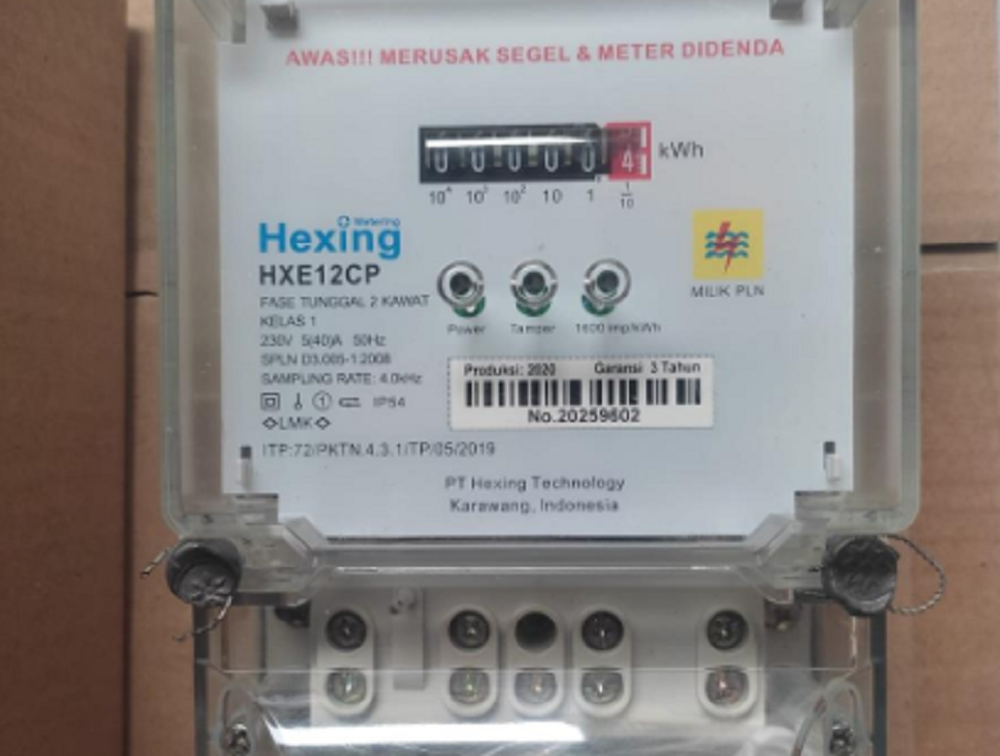 AWAS!!! MERUSAK SEGEL & METER DIDENDA
0 0 0 0 0 4 kWh
10⁴ 10³ 10² 10 1 1/10
Metering
Hexing
HXE12CP
FASE TUNGGAL 2 KAWAT
KELAS 1
230V 5(40)A 50Hz
SPLN D3.005-1:2008
SAMPLING RATE: 4.0kHz
1 IP54
LMK
ITP:72/PKTN.4.3.1/ITP/05/2019
Power Tamper 1600 imp/kWh
MILIK PLN
Produksi: 2020 Garansi 3 Tahun
No.20259602
PT Hexing Technology
Karawang, Indonesia